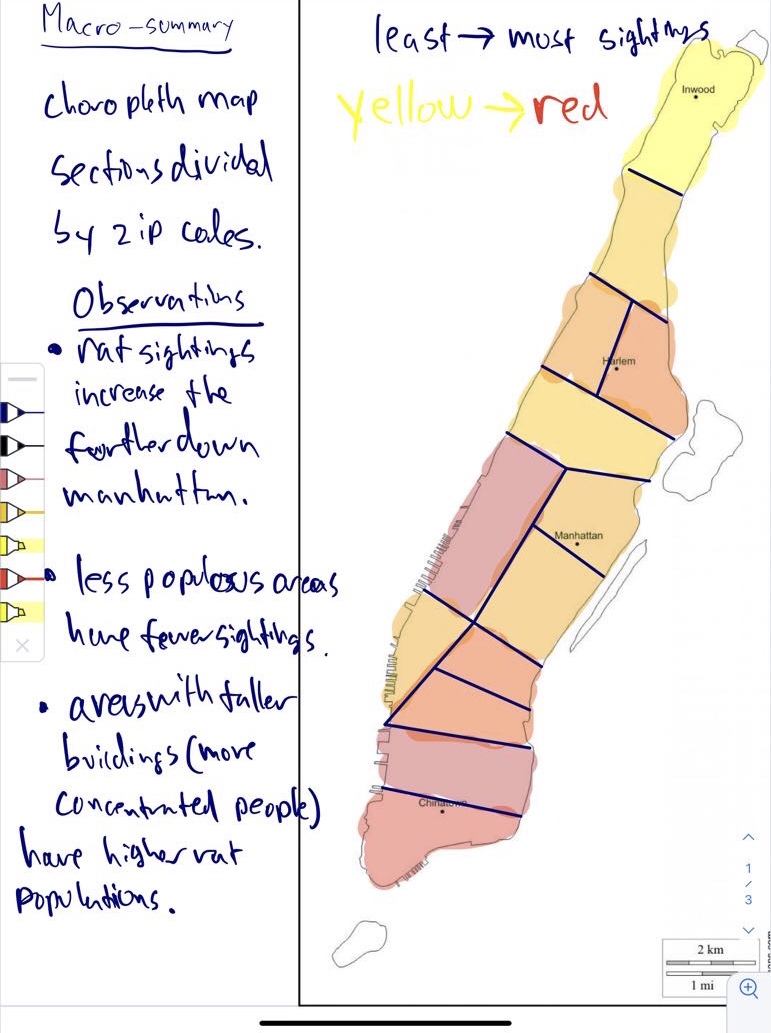 Macro-summary
choropleth map
sections divided
by zip codes.
Observations
• rat sightings
increase the
further down
manhattan.
• less populous areas
have fewer sightings.
• areas with taller
buildings (more
concentrated people)
have higher rat
populations.
least → most sightings
yellow → red
Inwood
Harlem
Manhattan
Chinatown
1
/
3
2 km
1 mi